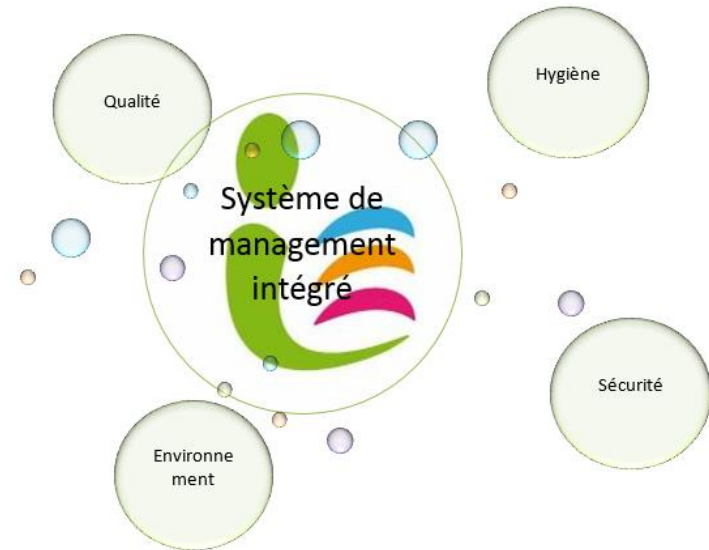 Qualité
Hygiène
Système de
management
intégré
Sécurité
Environne
ment